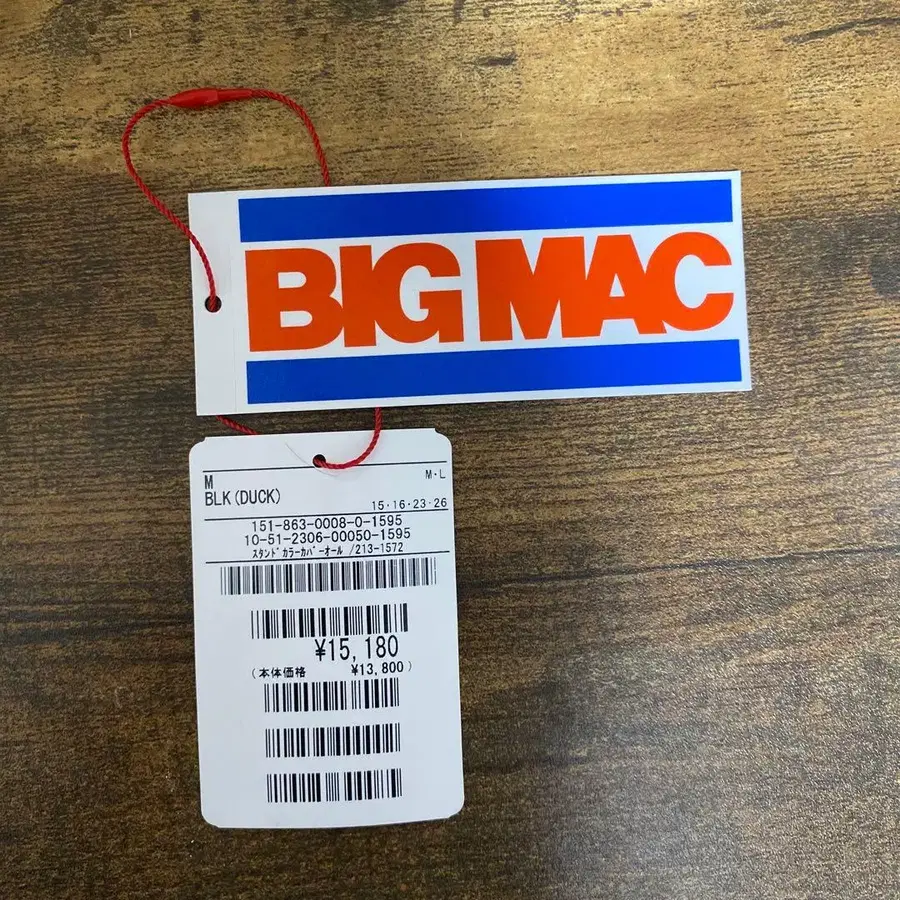 BIG MAC
M
M・L
BLK(DUCK)
15・16・23・26
151-863-0008-0-1595
10-51-2306-00050-1595
スタンドカラーカバーオール /213-1572
¥15,180
(本体価格 ¥13,800)